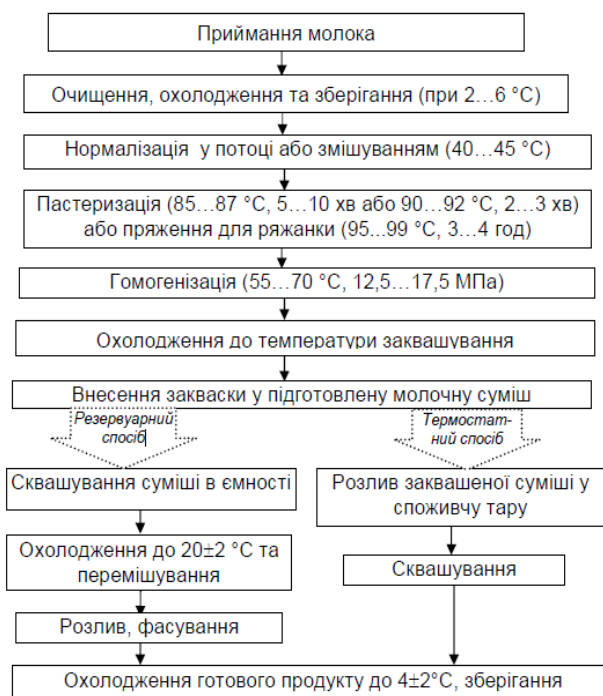 Приймання молока
Очищення, охолодження та зберігання (при 2…6 °С)
Нормалізація у потоці або змішуванням (40…45 °С)
Пастеризація (85…87 °С, 5…10 хв або 90…92 °С, 2…3 хв)
або пряження для ряжанки (95…99 °С, 3…4 год)
Гомогенізація (55…70 °С, 12,5…17,5 МПа)
Охолодження до температури заквашування
Внесення закваски у підготовлену молочну суміш
Резервуарний
спосіб
Термостат-
ний спосіб
Сквашування суміші в ємності
Розлив заквашеної суміші у
споживчу тару
Охолодження до 20±2 °С та
перемішування
Сквашування
Розлив, фасування
Охолодження готового продукту до 4±2°С, зберігання